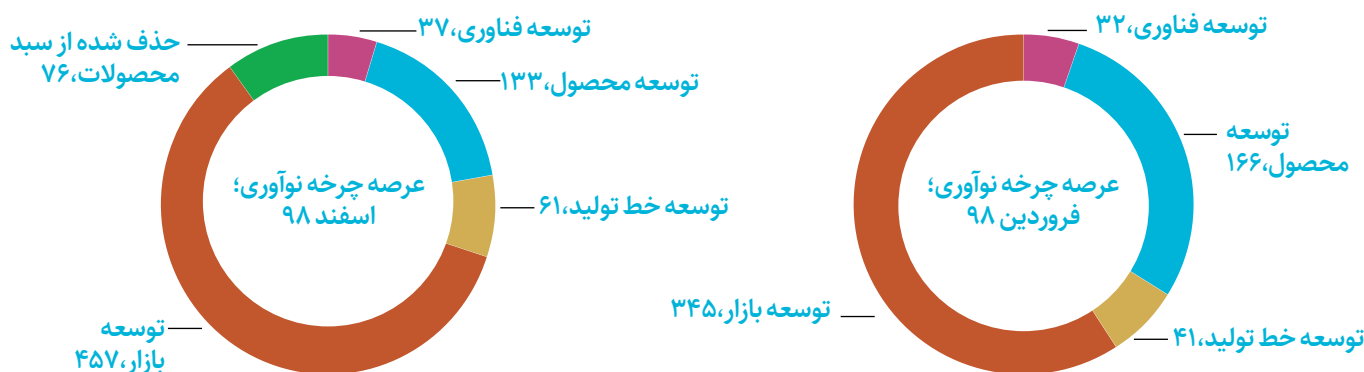 توسعه فناوری،۳۲
توسعه
محصول،۱۶۶
عرصه چرخه نوآوری؛
فروردین ۹۸
توسعه بازار،۳۴۵
توسعه خط تولید،۴۱
توسعه فناوری،۳۷
حذف شده از سبد
محصولات،۷۶
توسعه محصول،۱۳۳
عرصه چرخه نوآوری؛
اسفند ۹۸
توسعه خط تولید،۶۱
توسعه
بازار،۴۵۷